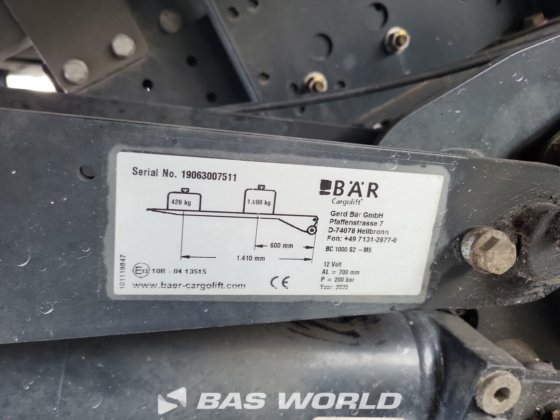 Serial No. 19063007511
BÄR
Cargolift
426 kg
1.000 kg
Gerd Bär GmbH
Pfaffenstrasse 7
D-74078 Heilbronn
Fon: +49 7131-2877-0
600 mm
BC 1000 S2 -M5
1.410 mm
12 Volt
AL = 700 mm
P = 200 bar
Year: 2020
101119847
E13 10R - 04 13515
www.baer-cargolift.com
CE
BAS WORLD